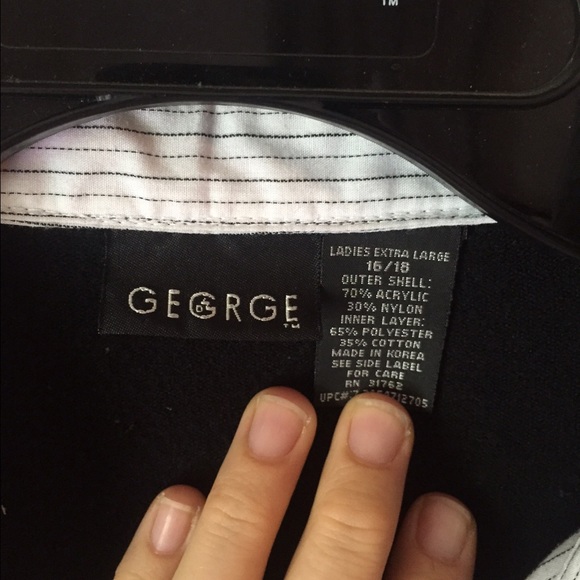 TM
GEORGE
TM
LADIES EXTRA LARGE
16/18
OUTER SHELL:
70% ACRYLIC
30% NYLON
INNER LAYER:
65% POLYESTER
35% COTTON
MADE IN KOREA
SEE SIDE LABEL
FOR CARE
RN 31762
UPC#